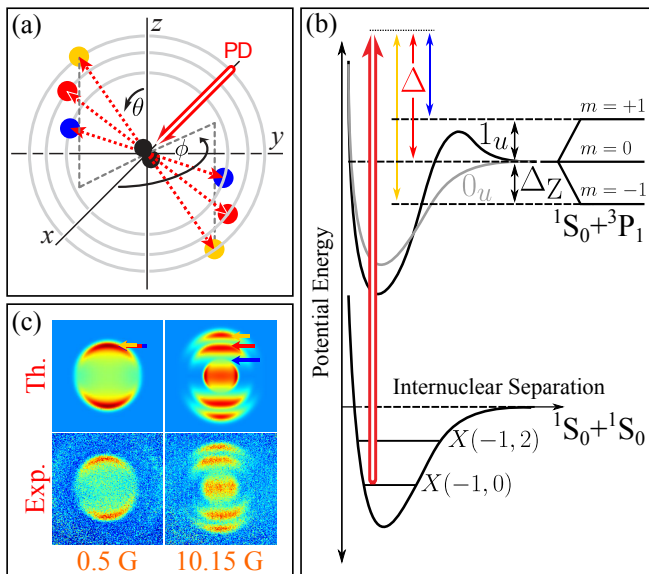 (a)
z
PD
θ
y
ϕ
x
(b)
Δ
m = +1
1u
m = 0
0u
ΔZ
m = −1
¹S₀+³P₁
Potential Energy
Internuclear Separation
¹S₀+¹S₀
X(−1, 2)
X(−1, 0)
(c)
Th.
Exp.
0.5 G
10.15 G